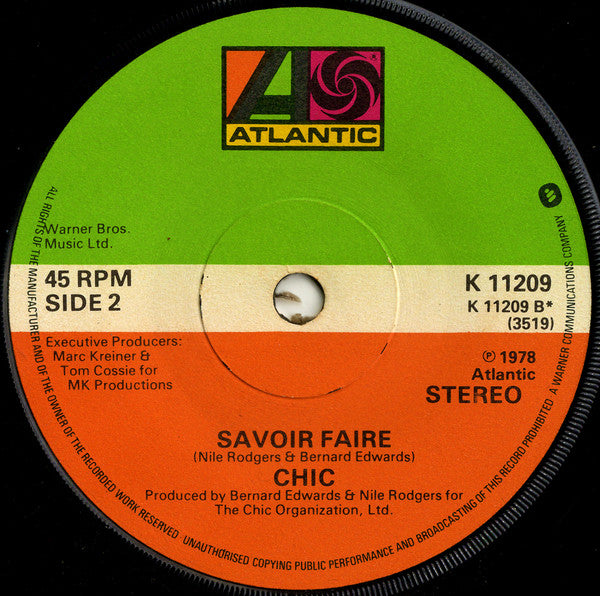 ATLANTIC
®
Warner Bros.
Music Ltd.
45 RPM
SIDE 2
K 11209
K 11209 B*
(3519)
Executive Producers:
Marc Kreiner &
Tom Cossie for
MK Productions
℗ 1978
Atlantic
STEREO
SAVOIR FAIRE
(Nile Rodgers & Bernard Edwards)
CHIC
Produced by Bernard Edwards & Nile Rodgers for
The Chic Organization, Ltd.
ALL RIGHTS OF THE MANUFACTURER AND OF THE OWNER OF THE RECORDED WORK RESERVED. UNAUTHORISED COPYING PUBLIC PERFORMANCE AND BROADCASTING OF THIS RECORD PROHIBITED. A WARNER COMMUNICATIONS COMPANY